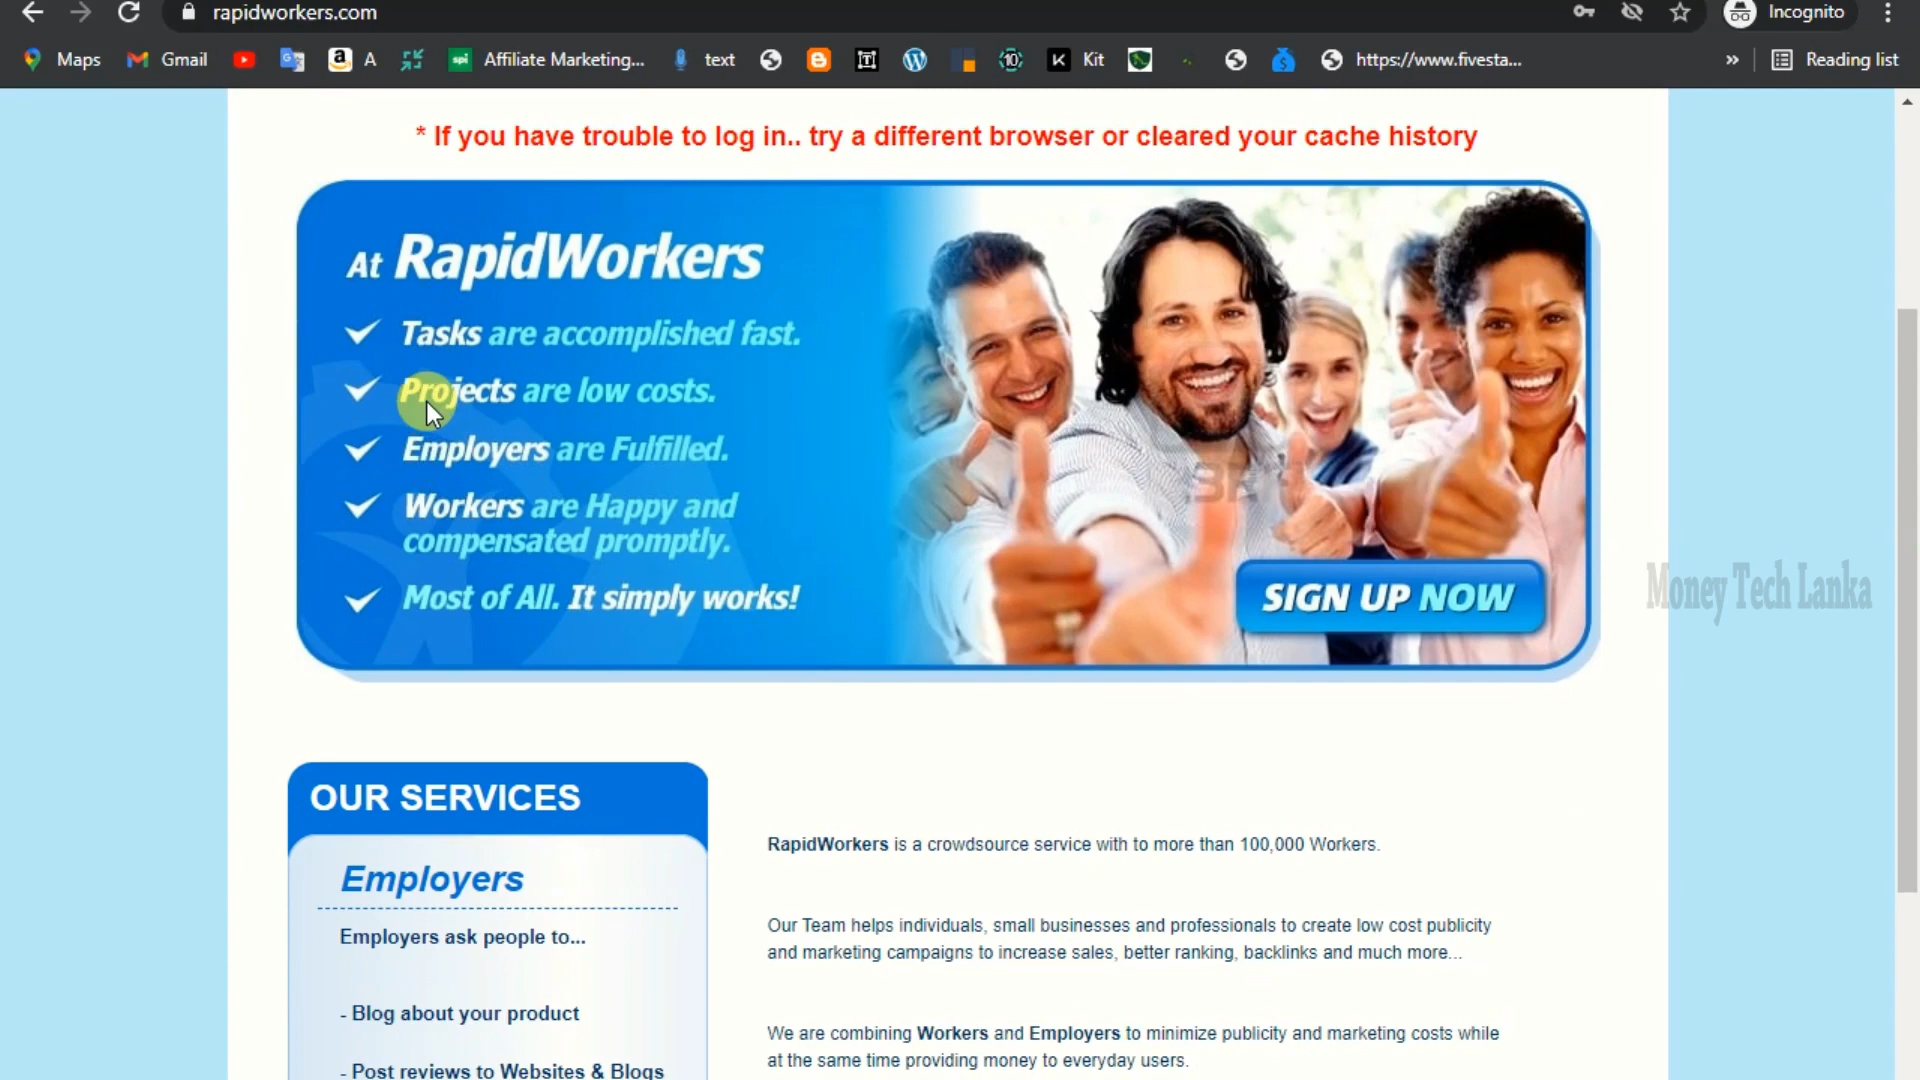 rapidworkers.com
Incognito
Maps
Gmail
A
spi
Affiliate Marketing...
text
10
Kit
https://www.fivesta...
Reading list
* If you have trouble to log in.. try a different browser or cleared your cache history
At RapidWorkers
Tasks are accomplished fast.
Projects are low costs.
Employers are Fulfilled.
Workers are Happy and
compensated promptly.
Most of All. It simply works!
SIGN UP NOW
Money Tech Lanka
OUR SERVICES
Employers
Employers ask people to...
- Blog about your product
- Post reviews to Websites & Blogs
RapidWorkers is a crowdsource service with to more than 100,000 Workers.
Our Team helps individuals, small businesses and professionals to create low cost publicity
and marketing campaigns to increase sales, better ranking, backlinks and much more...
We are combining Workers and Employers to minimize publicity and marketing costs while
at the same time providing money to everyday users.